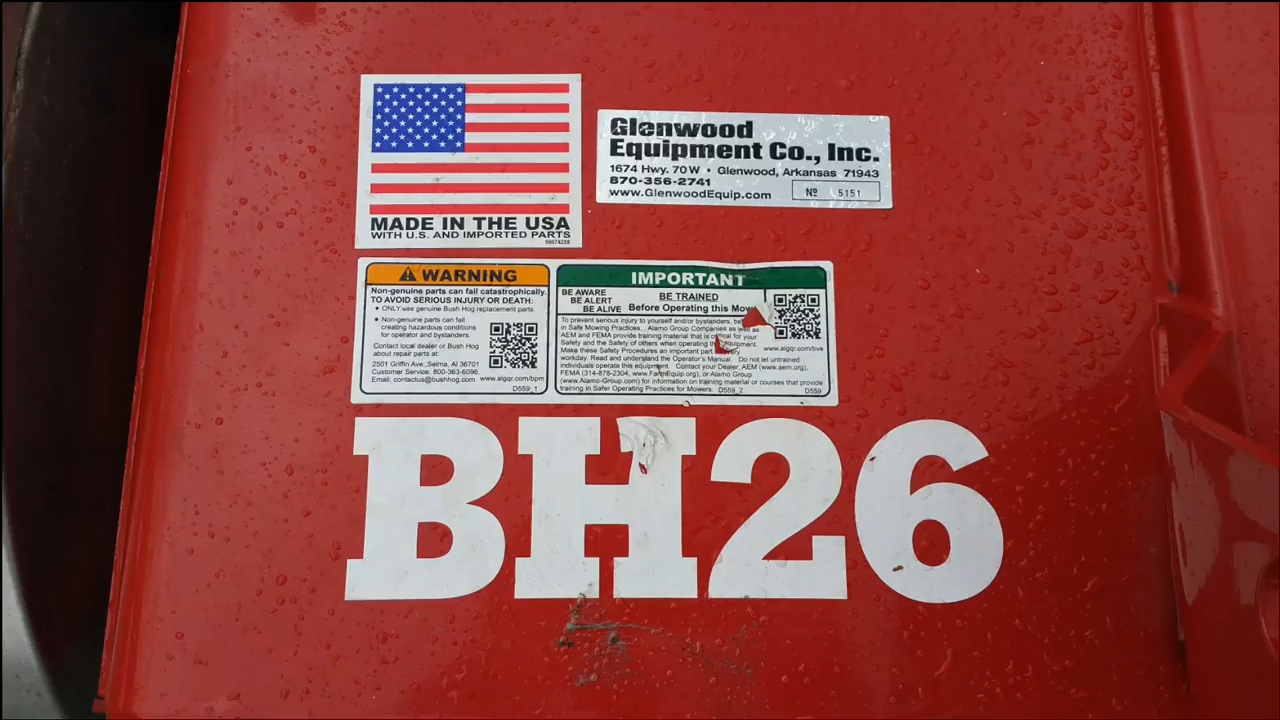 MADE IN THE USA
WITH U.S. AND IMPORTED PARTS
50074258
Glenwood
Equipment Co., Inc.
1674 Hwy. 70W • Glenwood, Arkansas 71943
870-356-2741
www.GlenwoodEquip.com
Nº 5151
WARNING
Non-genuine parts can fail catastrophically.
TO AVOID SERIOUS INJURY OR DEATH:
• ONLY use genuine Bush Hog replacement parts.
• Non-genuine parts can fail
creating hazardous conditions
for operator and bystanders.
Contact local dealer or Bush Hog
about repair parts at:
2501 Griffin Ave.,Selma, Al 36701
Customer Service: 800-363-6096
Email: contactus@bushhog.com
www.algqr.com/bpm
D559_1
IMPORTANT
BE AWARE
BE ALERT
BE ALIVE
BE TRAINED
Before Operating this Mow
To prevent serious injury to yourself and/or bystanders, be
in Safe Mowing Practices. Alamo Group Companies as well as
AEM and FEMA provide training material that is critical for your
Safety and the Safety of others when operating th equipment.
Make these Safety Procedures an important part every
workday. Read and understand the Operator's Manual. Do not let untrained
individuals operate this equipment. Contact your Dealer, AEM (www.aem.org),
FEMA (314-878-2304, www.FarmEquip.org), or Alamo Group
(www.Alamo-Group.com) for information on training material or courses that provide
training in Safer Operating Practices for Mowers. D559_2
www.algqr.com/bve
D559
BH26